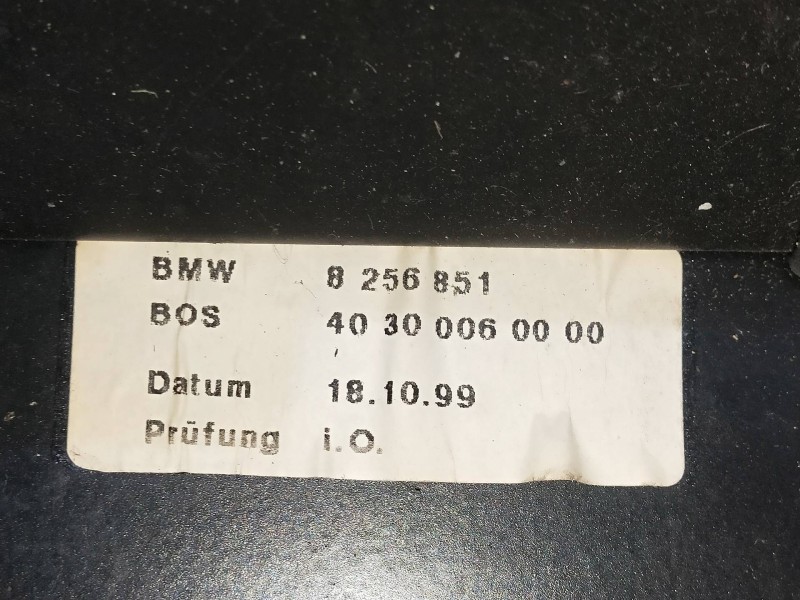 BMW 8 256 851
BOS 40 30 006 00 00
Datum 18.10.99
Prüfung i.O.